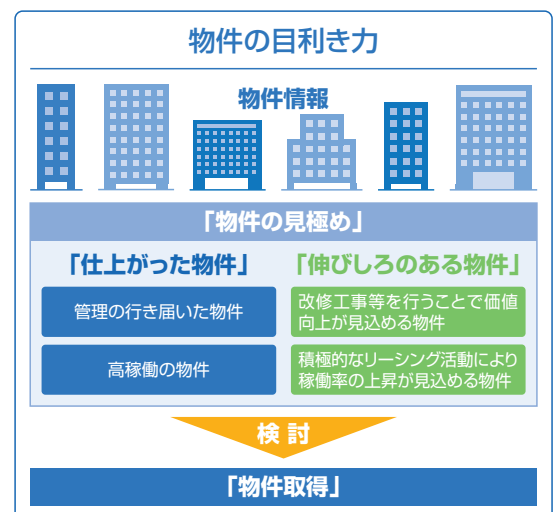 物件の目利き力
物件情報
「物件の見極め」
「仕上がった物件」
「伸びしろのある物件」
管理の行き届いた物件
改修工事等を行うことで価値
向上が見込める物件
高稼働の物件
積極的なリーシング活動により
稼働率の上昇が見込める物件
検討
「物件取得」